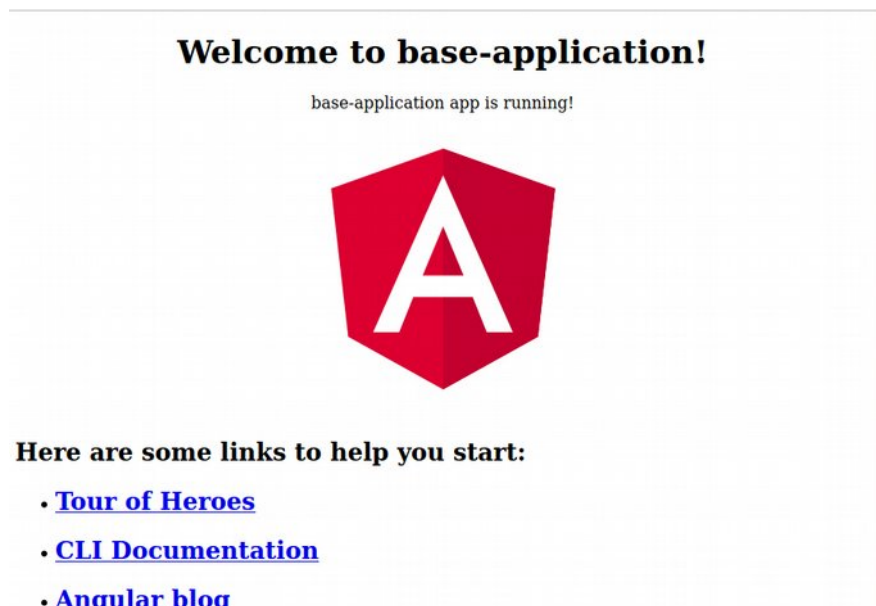 Welcome to base-application!
base-application app is running!
A
Here are some links to help you start:
• Tour of Heroes
• CLI Documentation
• Angular blog